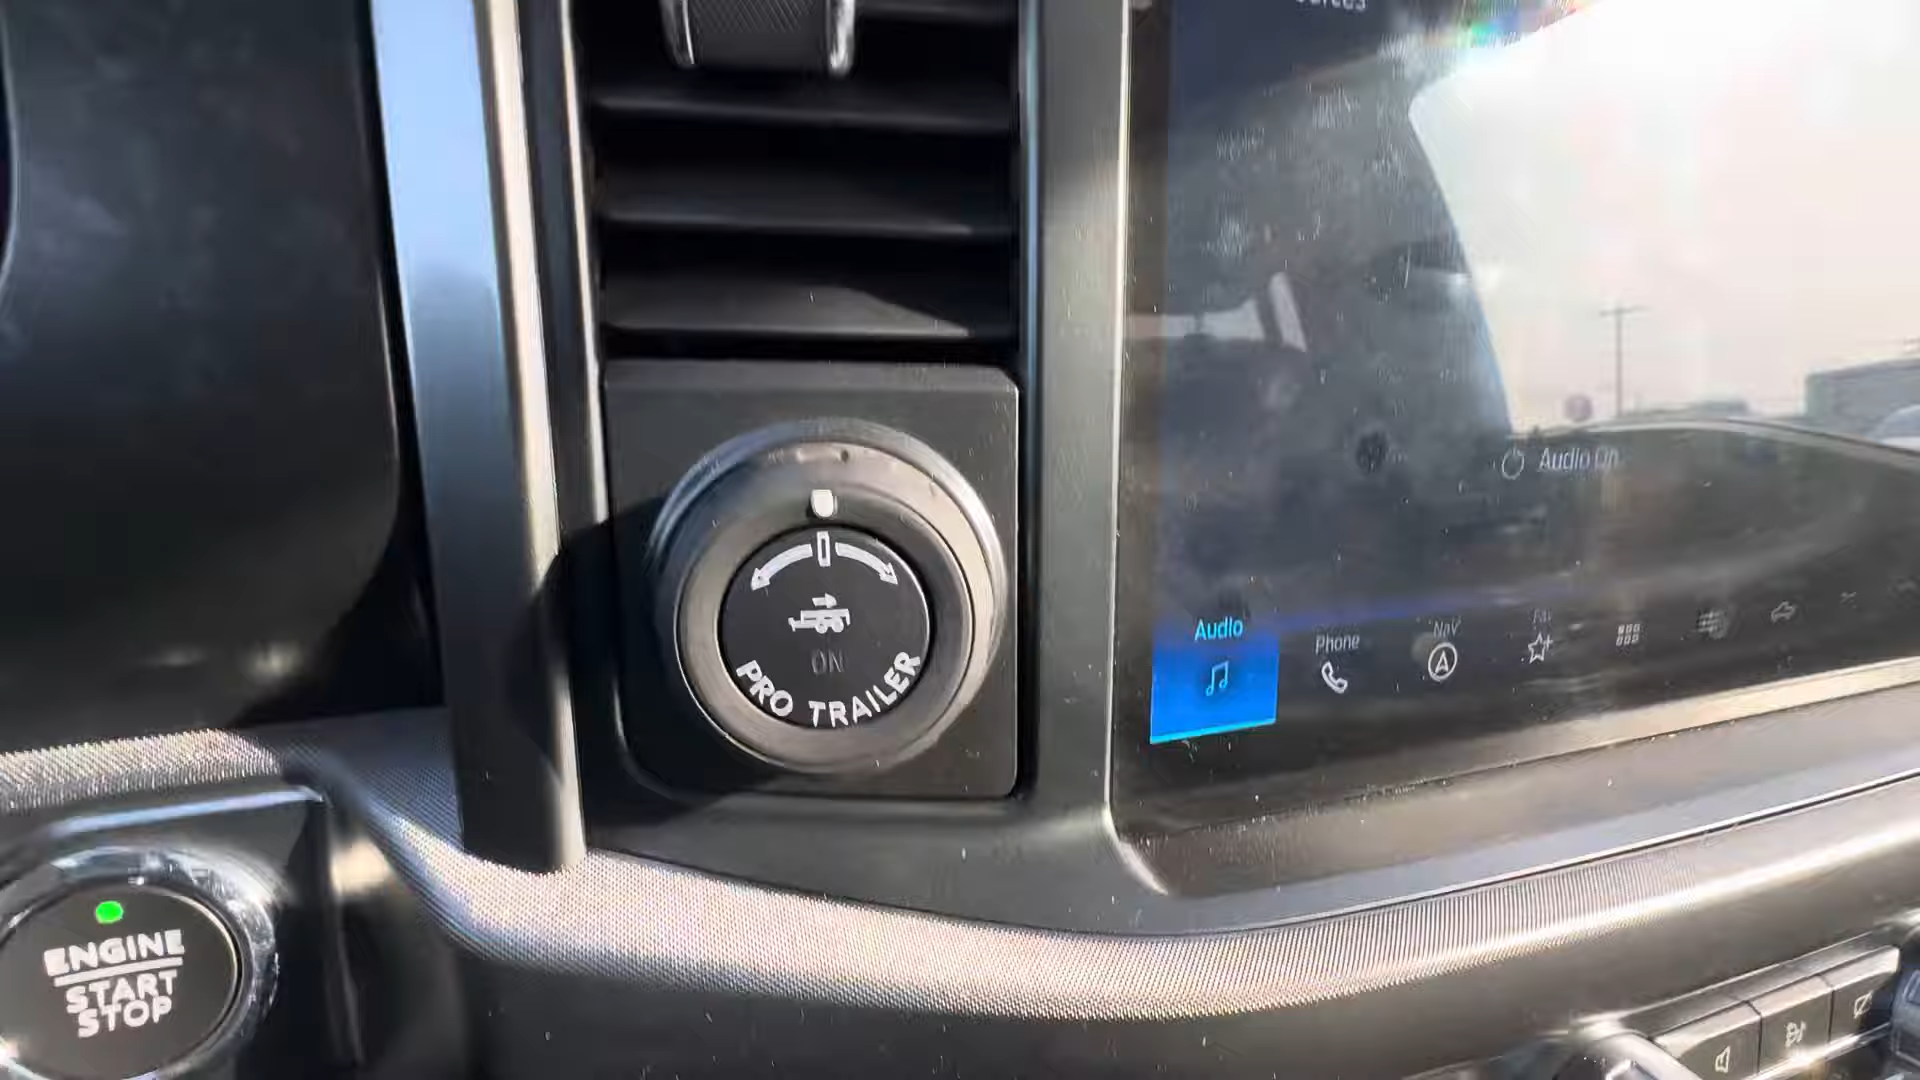 Audio On
Audio
Phone
Nav
ON
PRO TRAILER
ENGINE
START
STOP